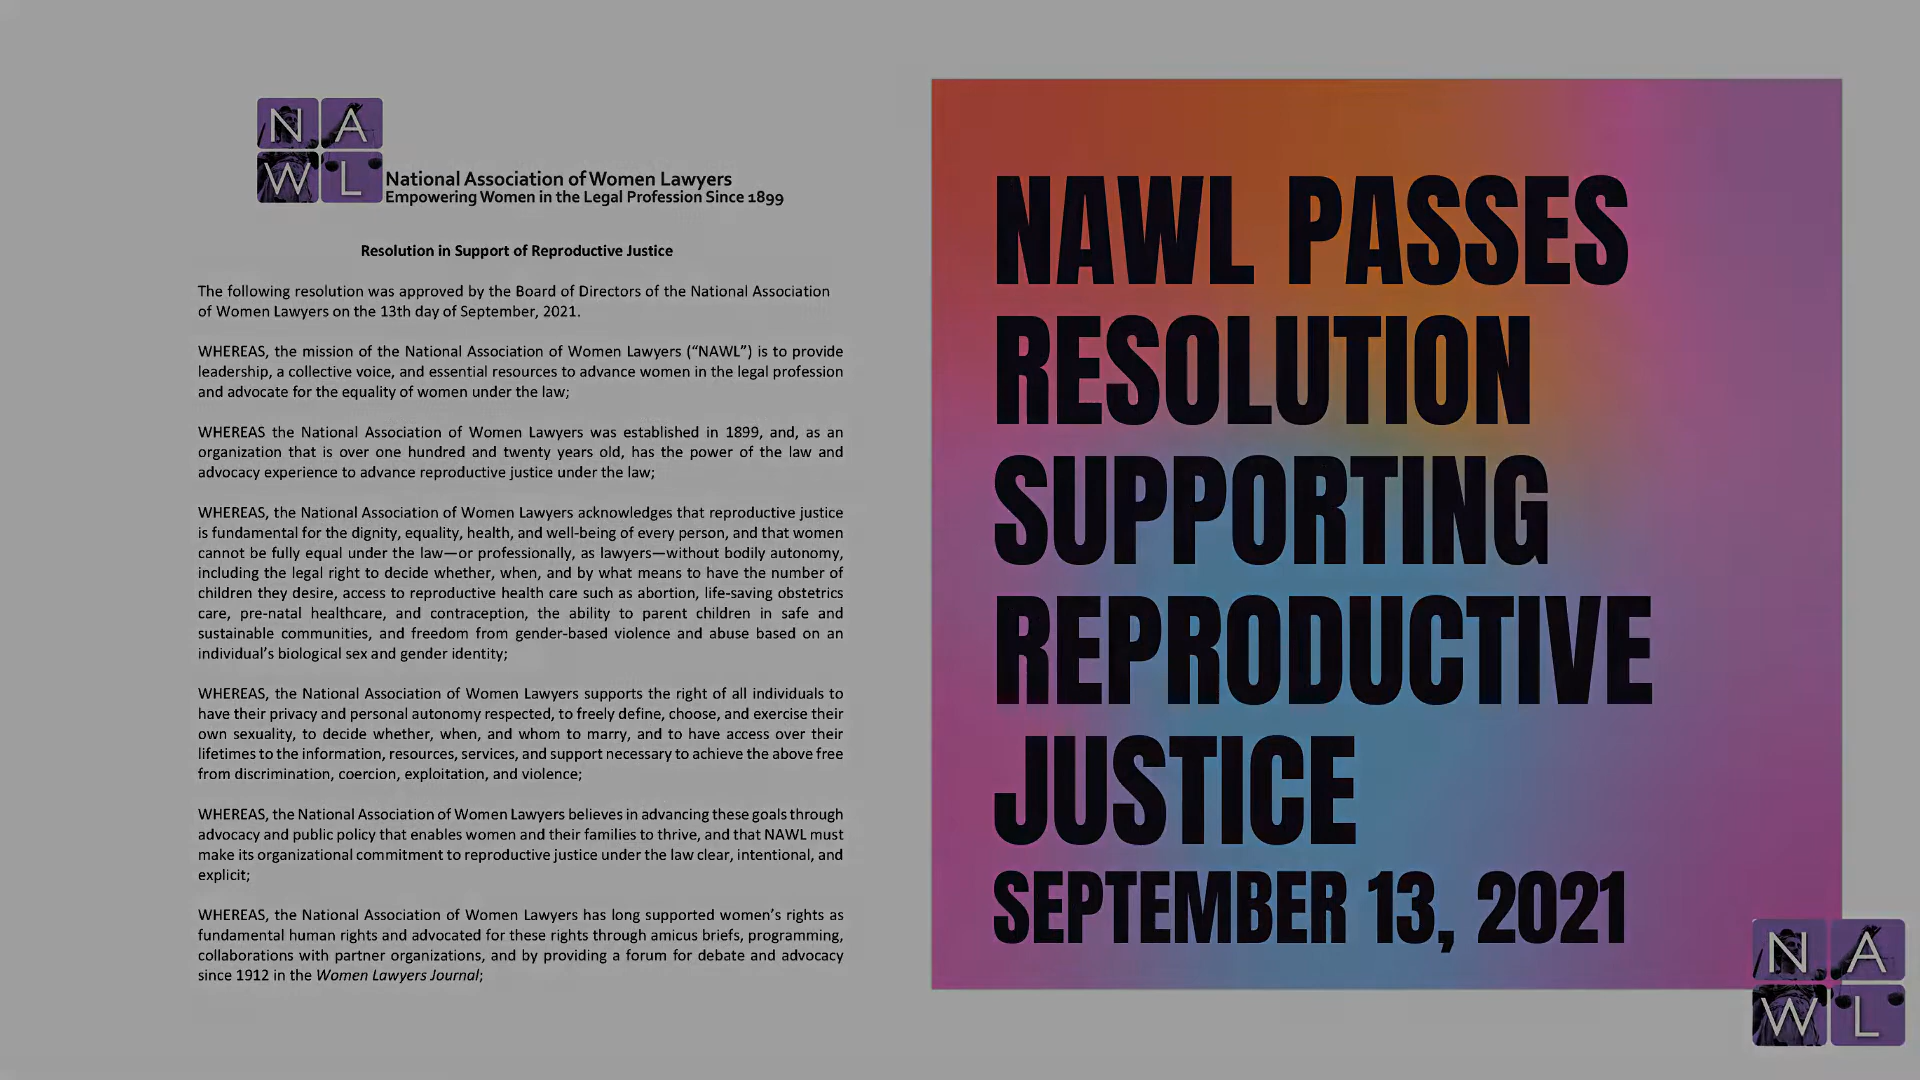 N A
W L
National Association of Women Lawyers
Empowering Women in the Legal Profession Since 1899
Resolution in Support of Reproductive Justice
The following resolution was approved by the Board of Directors of the National Association
of Women Lawyers on the 13th day of September, 2021.
WHEREAS, the mission of the National Association of Women Lawyers (“NAWL”) is to provide
leadership, a collective voice, and essential resources to advance women in the legal profession
and advocate for the equality of women under the law;
WHEREAS the National Association of Women Lawyers was established in 1899, and, as an
organization that is over one hundred and twenty years old, has the power of the law and
advocacy experience to advance reproductive justice under the law;
WHEREAS, the National Association of Women Lawyers acknowledges that reproductive justice
is fundamental for the dignity, equality, health, and well-being of every person, and that women
cannot be fully equal under the law—or professionally, as lawyers—without bodily autonomy,
including the legal right to decide whether, when, and by what means to have the number of
children they desire, access to reproductive health care such as abortion, life-saving obstetrics
care, pre-natal healthcare, and contraception, the ability to parent children in safe and
sustainable communities, and freedom from gender-based violence and abuse based on an
individual’s biological sex and gender identity;
WHEREAS, the National Association of Women Lawyers supports the right of all individuals to
have their privacy and personal autonomy respected, to freely define, choose, and exercise their
own sexuality, to decide whether, when, and whom to marry, and to have access over their
lifetimes to the information, resources, services, and support necessary to achieve the above free
from discrimination, coercion, exploitation, and violence;
WHEREAS, the National Association of Women Lawyers believes in advancing these goals through
advocacy and public policy that enables women and their families to thrive, and that NAWL must
make its organizational commitment to reproductive justice under the law clear, intentional, and
explicit;
WHEREAS, the National Association of Women Lawyers has long supported women’s rights as
fundamental human rights and advocated for these rights through amicus briefs, programming,
collaborations with partner organizations, and by providing a forum for debate and advocacy
since 1912 in the Women Lawyers Journal;
NAWL PASSES
RESOLUTION
SUPPORTING
REPRODUCTIVE
JUSTICE
SEPTEMBER 13, 2021
N A
W L